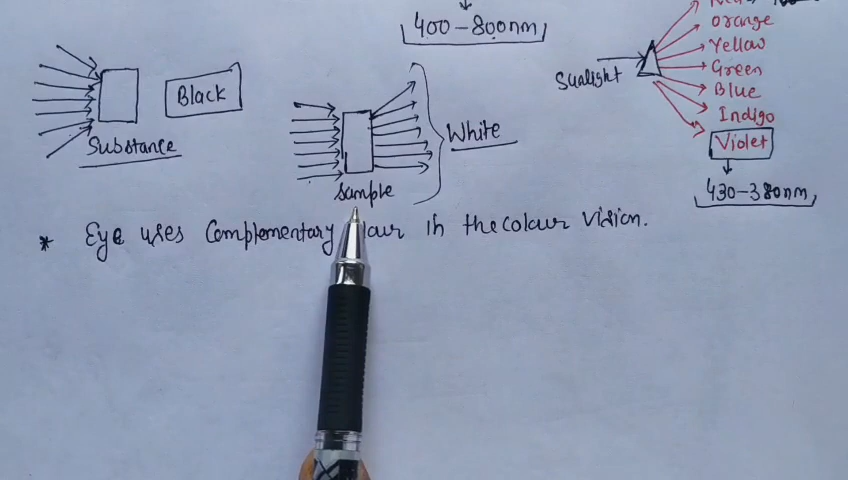 400-800nm
Orange
Yellow
Green
Blue
Indigo
Violet
430-380nm
Sunlight
Black
Substance
White
Sample
* Eye uses Complementary lour in the colour vision.